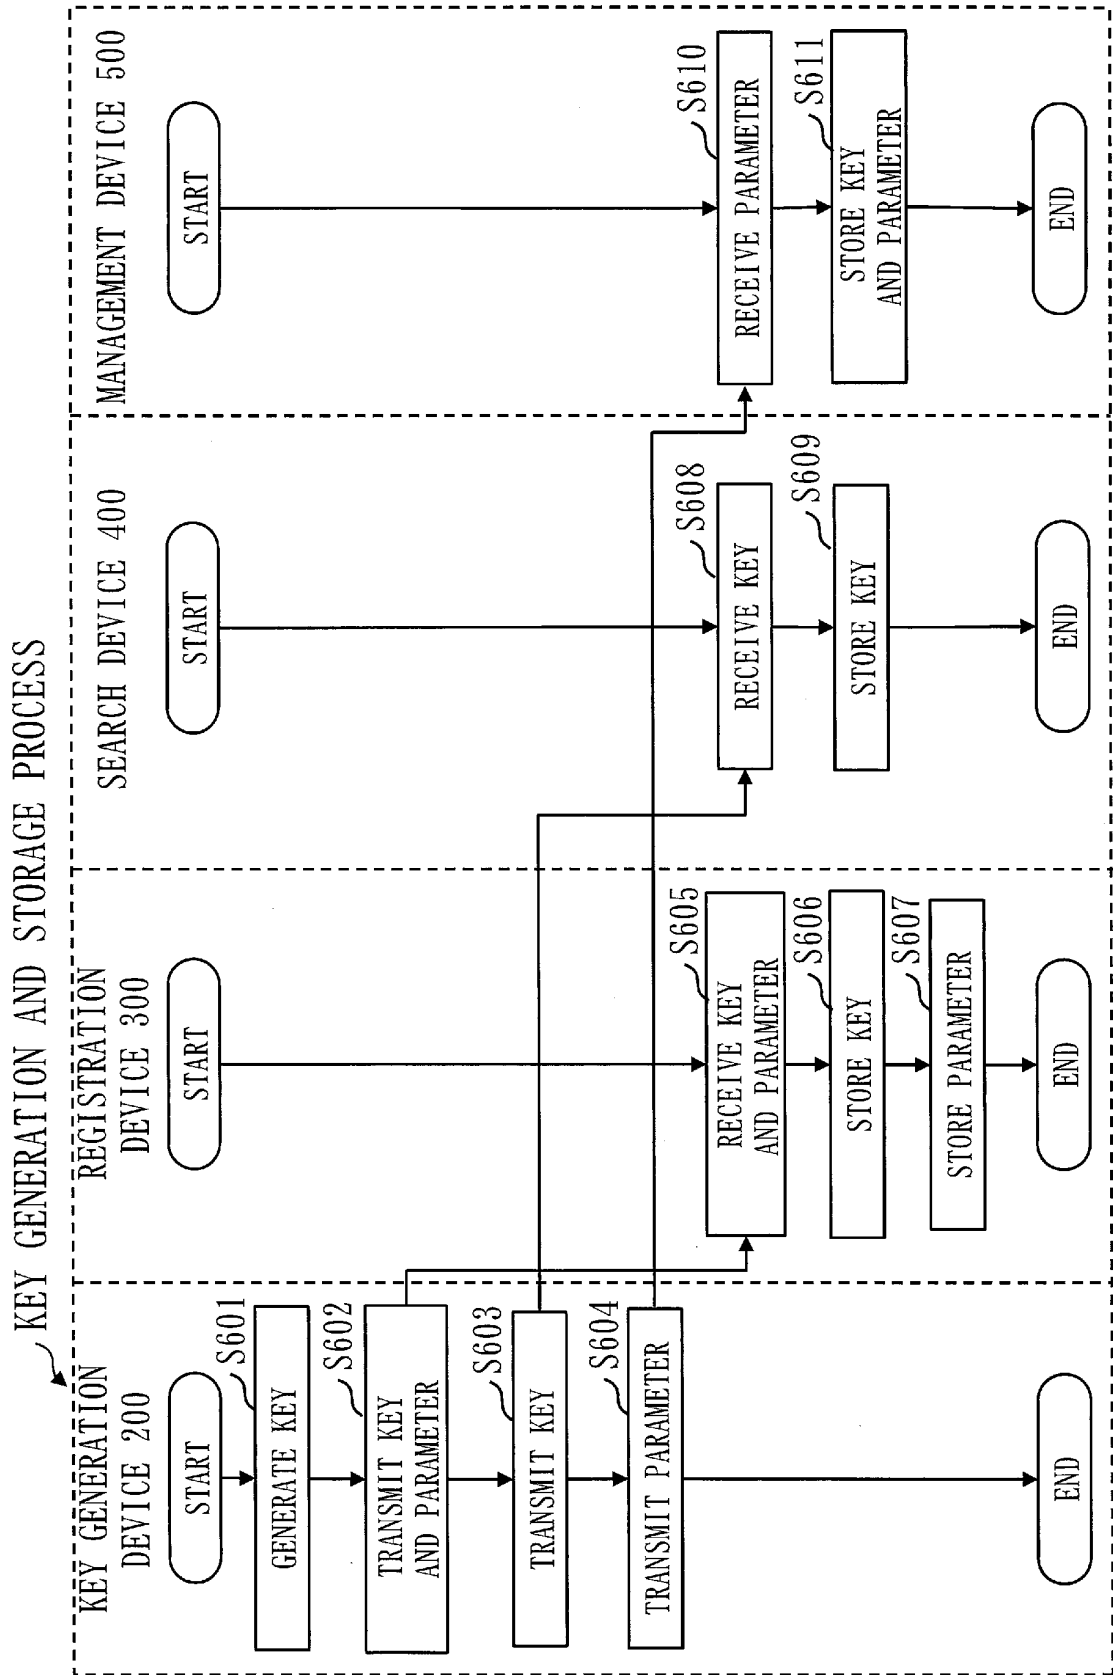 KEY GENERATION AND STORAGE PROCESS
KEY GENERATION
DEVICE 200
START
S601
GENERATE KEY
S602
TRANSMIT KEY
AND PARAMETER
S603
TRANSMIT KEY
S604
TRANSMIT PARAMETER
END
REGISTRATION
DEVICE 300
START
S605
RECEIVE KEY
AND PARAMETER
S606
STORE KEY
S607
STORE PARAMETER
END
SEARCH DEVICE 400
START
S608
RECEIVE KEY
S609
STORE KEY
END
MANAGEMENT DEVICE 500
START
S610
RECEIVE PARAMETER
S611
STORE KEY
AND PARAMETER
END